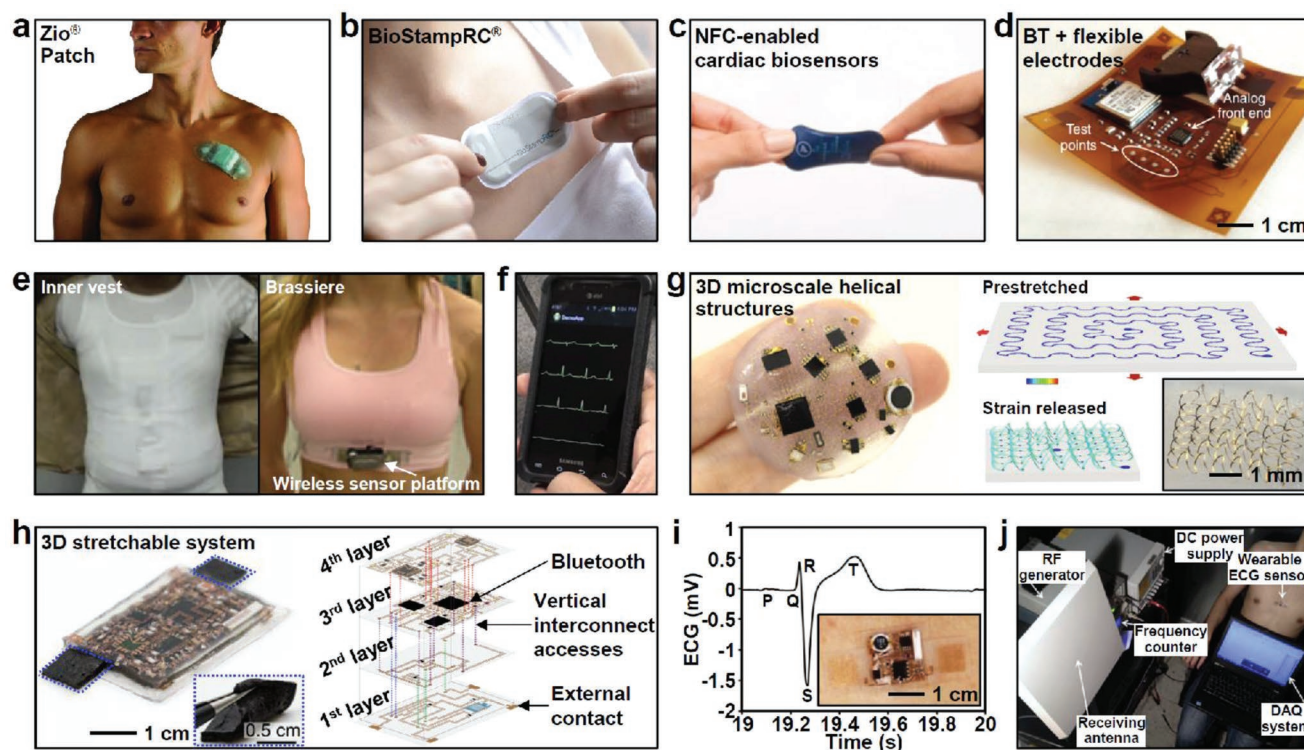 a
Zio®
Patch
b
BioStampRC®
BioStampRC
c
NFC-enabled
cardiac biosensors
d
BT + flexible
electrodes
Analog
front end
Test
points
1 cm
e
Inner vest
Brassiere
Wireless sensor platform
f
SAMSUNG
g
3D microscale helical
structures
Prestretched
Strain released
1 mm
h
3D stretchable system
1 cm
0.5 cm
4th layer
3rd layer
2nd layer
1st layer
Bluetooth
Vertical
interconnect
accesses
External
contact
i
ECG (mV)
1
0.5
0
-0.5
-1
-1.5
-2
P
Q
R
S
T
1 cm
19
19.2
19.4
19.6
19.8
20
Time (s)
j
RF
generator
DC power
supply
Wearable
ECG sensor
Frequency
counter
Receiving
antenna
DAQ
system